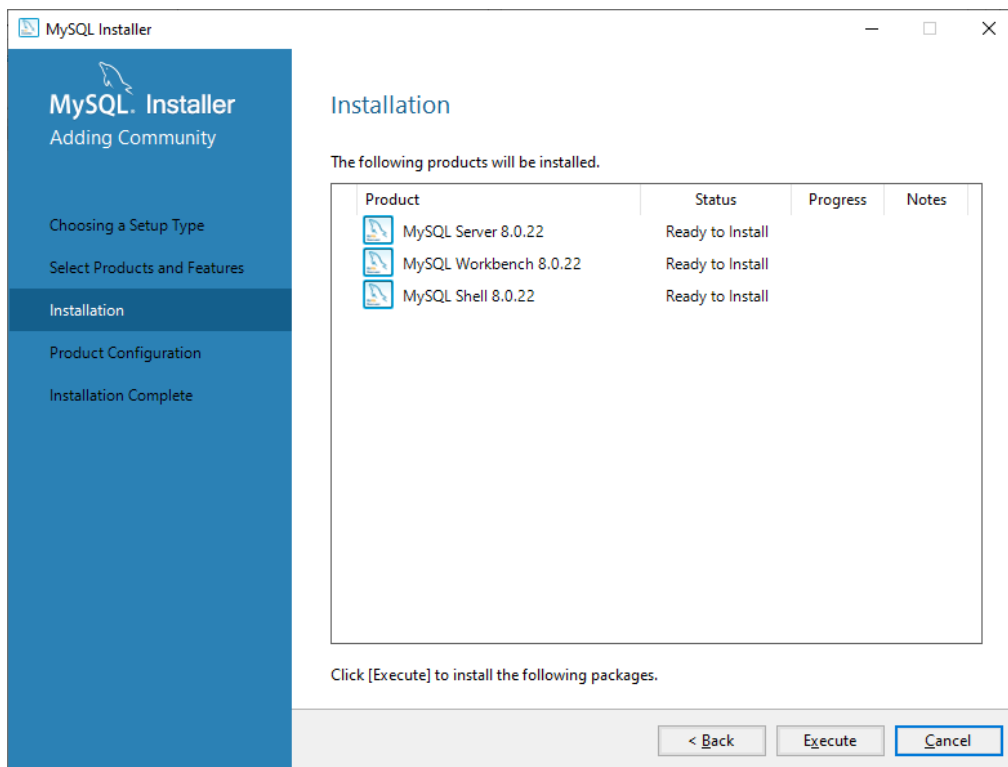 MySQL Installer
MySQL. Installer
Adding Community
Choosing a Setup Type
Select Products and Features
Installation
Product Configuration
Installation Complete
Installation
The following products will be installed.
Product Status Progress Notes
MySQL Server 8.0.22 Ready to Install
MySQL Workbench 8.0.22 Ready to Install
MySQL Shell 8.0.22 Ready to Install
Click [Execute] to install the following packages.
< Back Execute Cancel